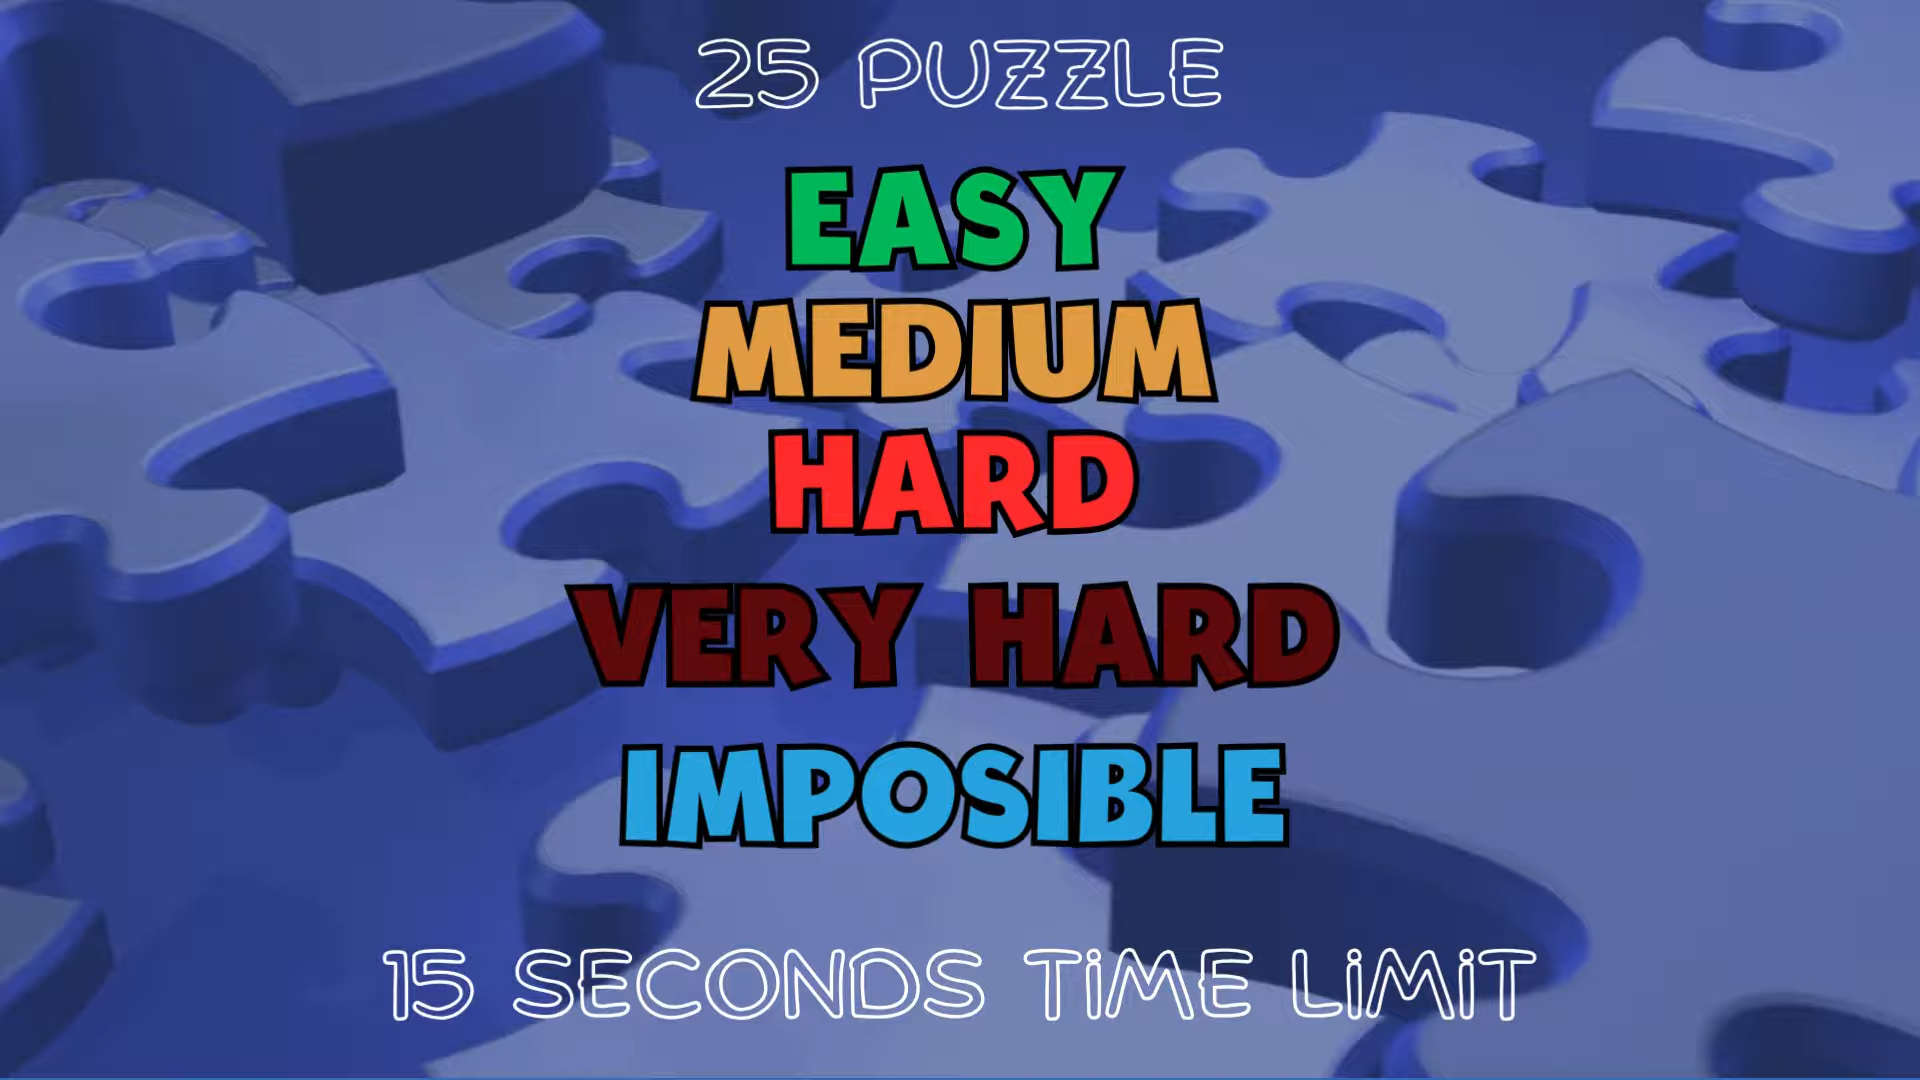 25 PUZZLE
EASY
MEDIUM
HARD
VERY HARD
IMPOSIBLE
15 SECONDS TiME LiMiT